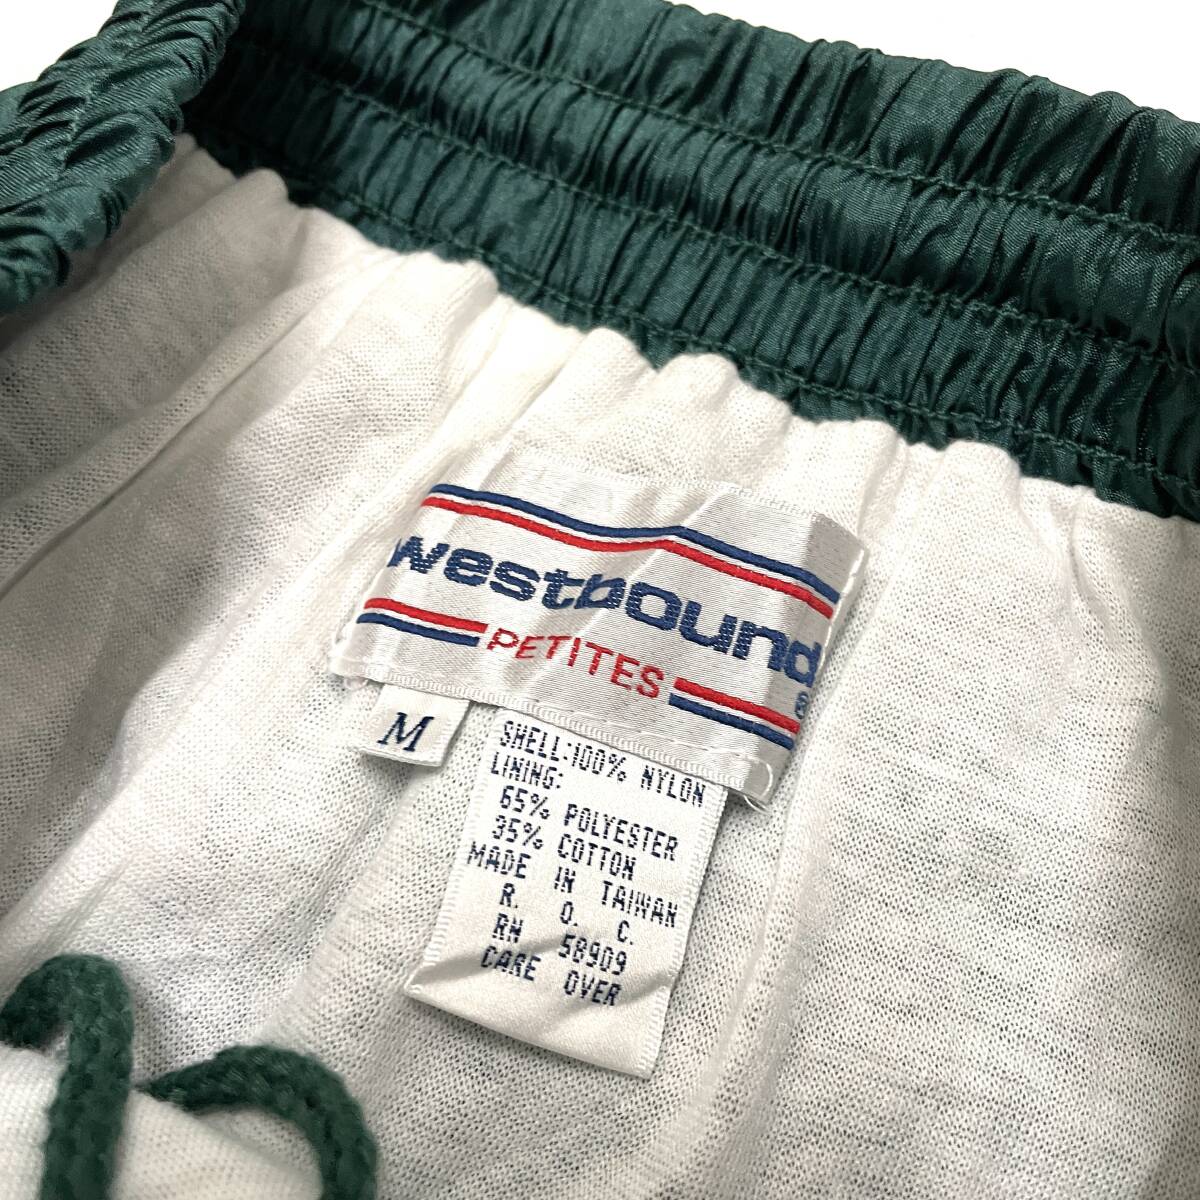 westbound®
PETITES
M
SHELL:100% NYLON
LINING:
65% POLYESTER
35% COTTON
MADE IN TAIWAN
R. O. C.
RN 58909
CARE OVER